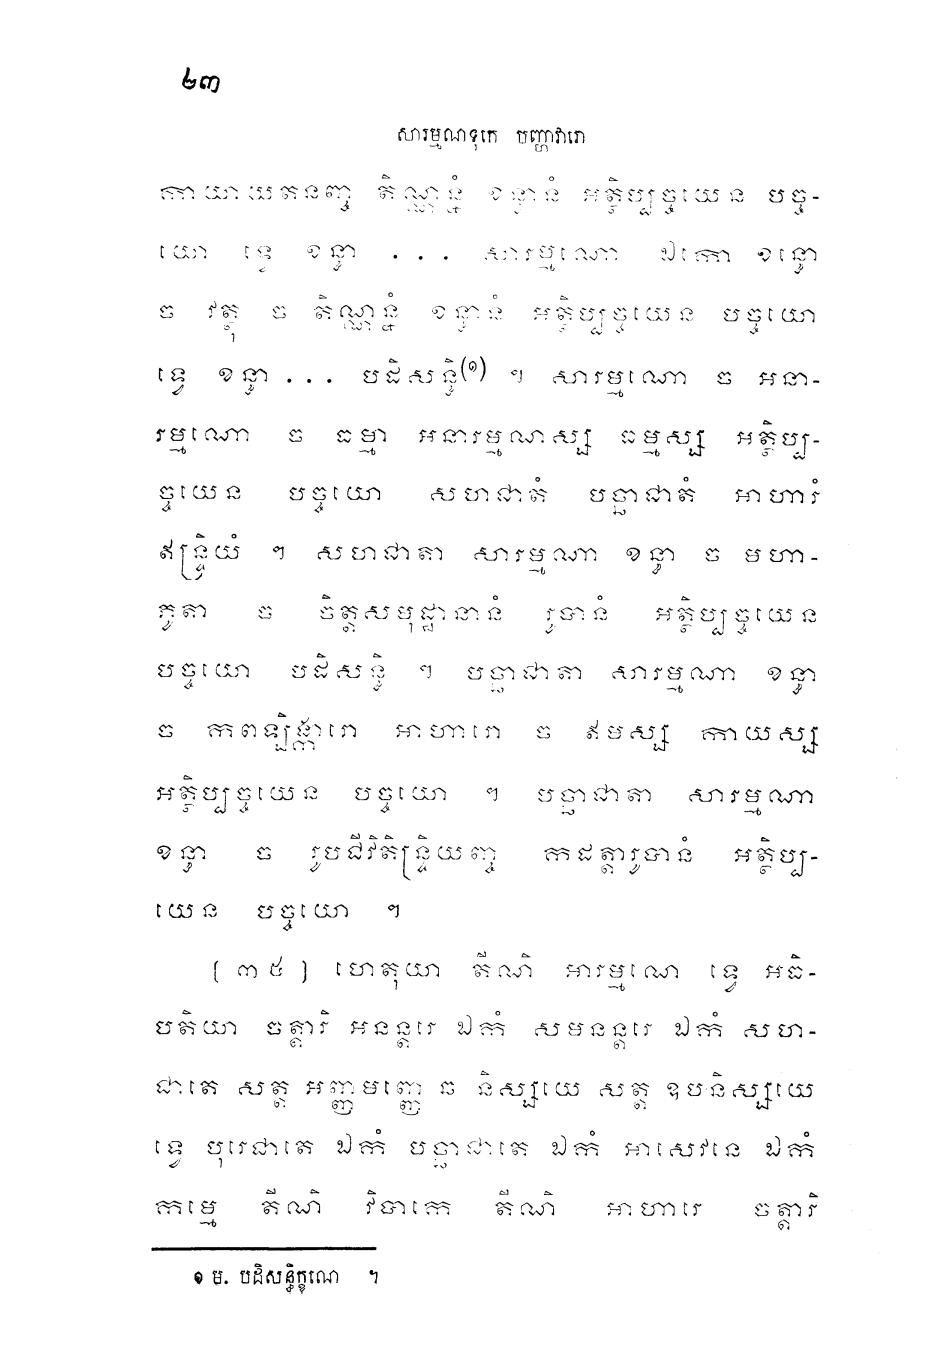 ៤៣
សារម្មណទុកេ បញ្ហាវារោ
កាយាយតនញ្ច តិណ្ណន្នំ ខន្ធានំ អត្ថិប្បច្ចយេន បច្ច-
យោ ទ្វេ ខន្ធា ... សារម្មណោ ឯកោ ខន្ធោ
ច វត្ថុ ច តិណ្ណន្នំ ខន្ធានំ អត្ថិប្បច្ចយេន បច្ចយោ
ទ្វេ ខន្ធា ... បដិសន្ធិ(១) ។ សារម្មណោ ច អនា-
រម្មណោ ច ធម្មា អនារម្មណស្ស ធម្មស្ស អត្ថិប្ប-
ច្ចយេន បច្ចយោ សហជាតំ បច្ឆាជាតំ អាហារំ
ឥន្ទ្រិយំ ។ សហជាតា សារម្មណា ខន្ធា ច មហា-
ភូតា ច ចិត្តសមុដ្ឋានានំ រូបានំ អត្ថិប្បច្ចយេន
បច្ចយោ បដិសន្ធិ ។ បច្ឆាជាតា សារម្មណា ខន្ធា
ច កពឡិង្ការោ អាហារោ ច ឥមស្ស កាយស្ស
អត្ថិប្បច្ចយេន បច្ចយោ ។ បច្ឆាជាតា សារម្មណា
ខន្ធា ច រូបជីវិតិន្ទ្រិយញ្ច កដត្តារូបានំ អត្ថិប្ប-
យេន បច្ចយោ ។
[៣៥] ហេតុយា តីណិ អារម្មណេ ទ្វេ អធិ-
បតិយា ចត្តារិ អនន្តរេ ឯកំ សមនន្តរេ ឯកំ សហ-
ជាតេ សត្ត អញ្ញមញ្ញេ ឆ និស្សយេ សត្ត ឧបនិស្សយេ
ទ្វេ បុរេជាតេ ឯកំ បច្ឆាជាតេ ឯកំ អាសេវនេ ឯកំ
កម្មេ តីណិ វិបាកេ តីណិ អាហារេ ចត្តារិ
១ ម. បដិសន្ធិក្ខណេ ។